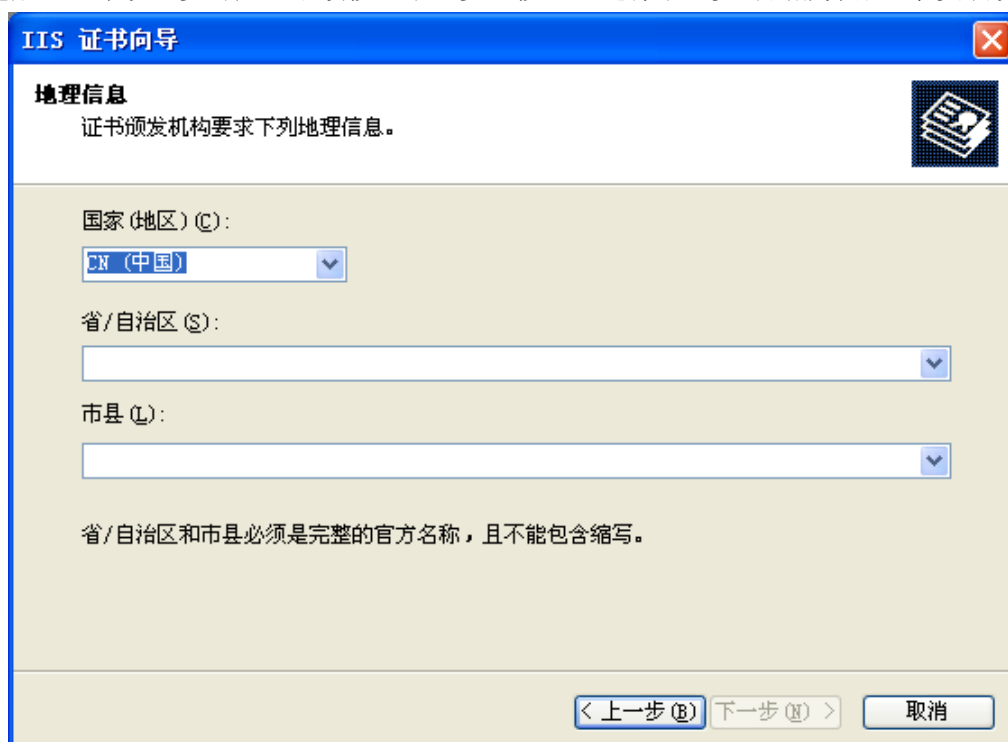 IIS 证书向导
地理信息
证书颁发机构要求下列地理信息。
国家(地区)(C):
CN (中国)
省/自治区(S):
市县(L):
省/自治区和市县必须是完整的官方名称，且不能包含缩写。
< 上一步(B) 下一步(N) > 取消